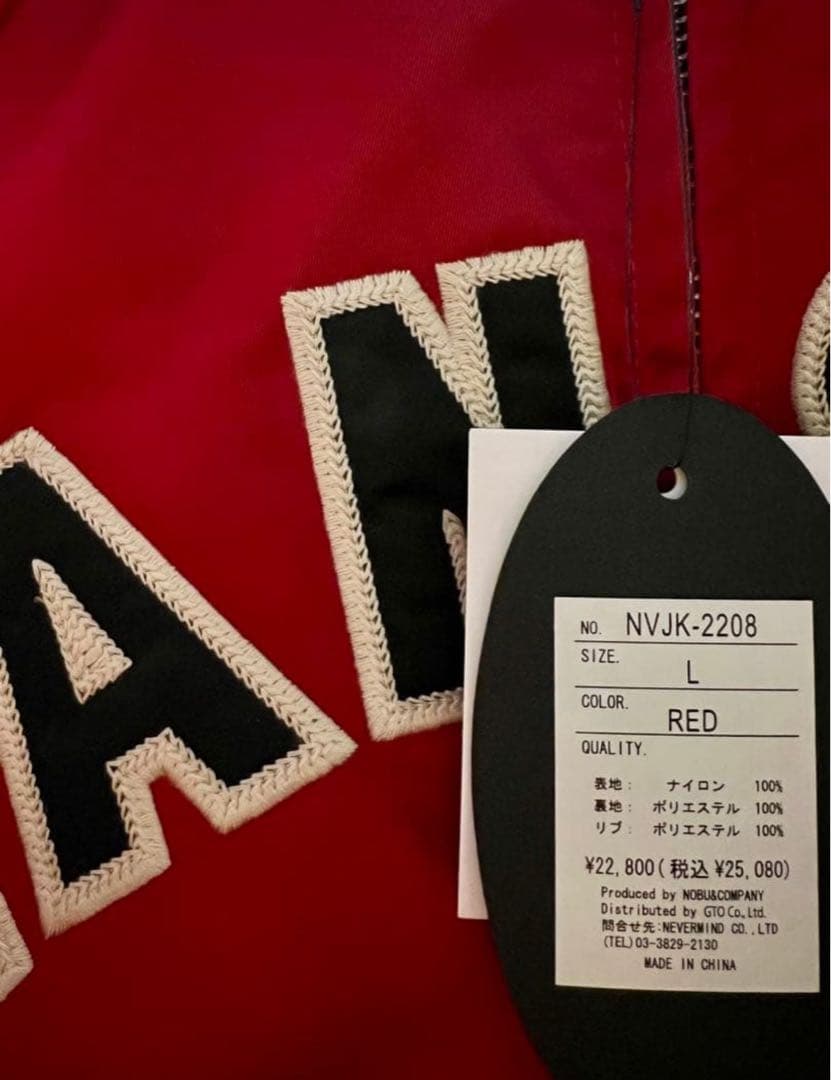 AN
NO. NVJK-2208
SIZE.
L
COLOR.
RED
QUALITY.
表地: ナイロン 100%
裏地: ポリエステル 100%
リブ: ポリエステル 100%
¥22,800(税込¥25,080)
Produced by NOBU&COMPANY
Distributed by GTO Co.,Ltd.
問合せ先:NEVERMIND CO.,LTD
(TEL)03-3829-2130
MADE IN CHINA